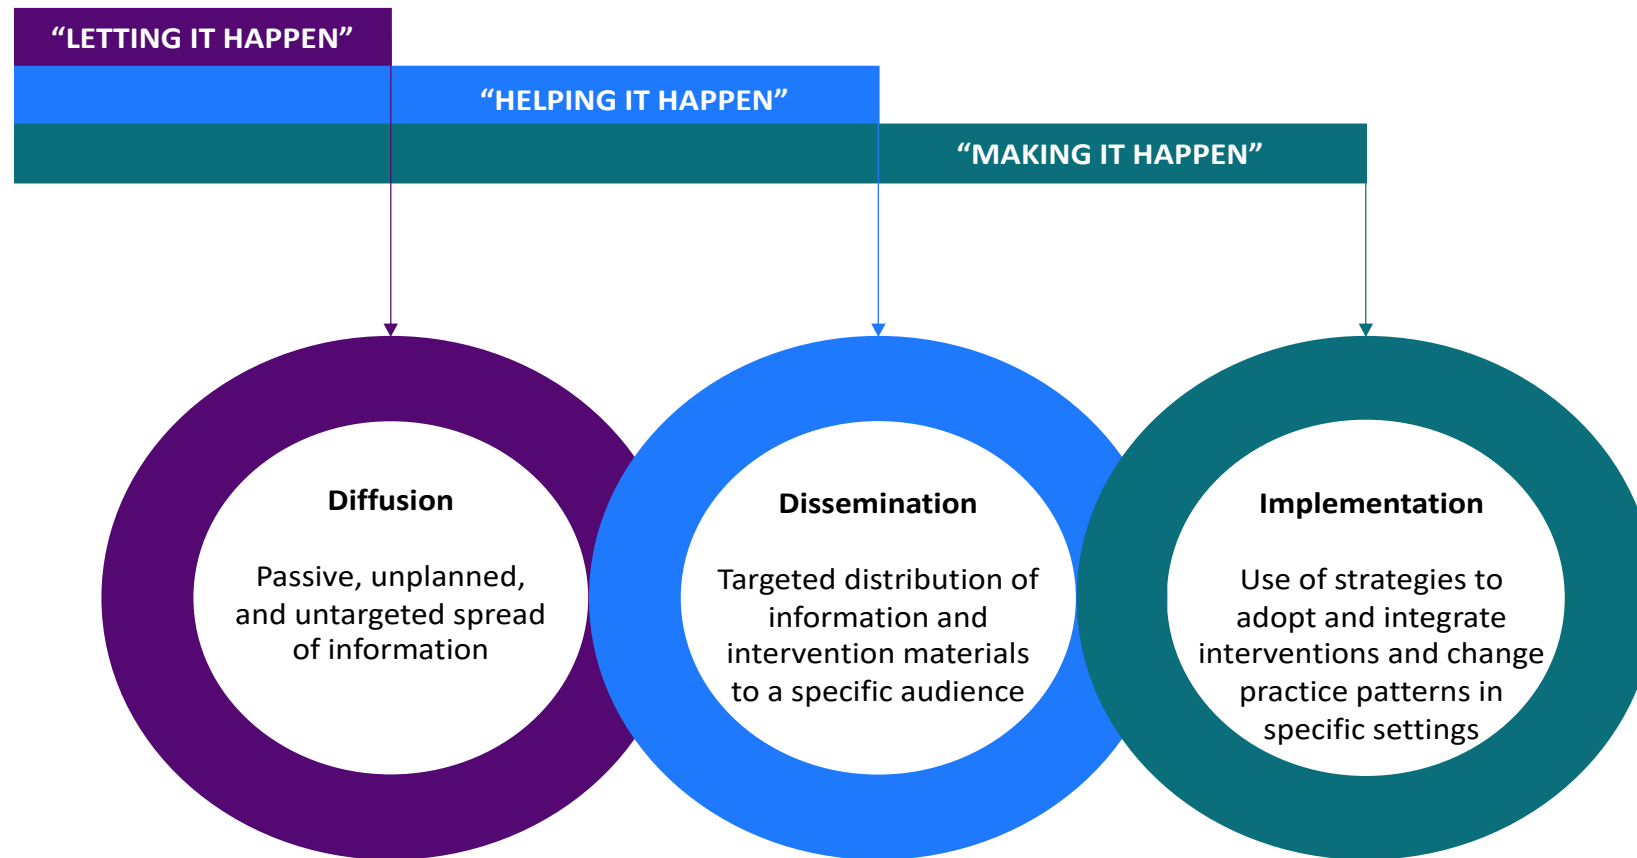 “LETTING IT HAPPEN”
“HELPING IT HAPPEN”
“MAKING IT HAPPEN”
Diffusion
Passive, unplanned,
and untargeted spread
of information
Dissemination
Targeted distribution of
information and
intervention materials
to a specific audience
Implementation
Use of strategies to
adopt and integrate
interventions and change
practice patterns in
specific settings